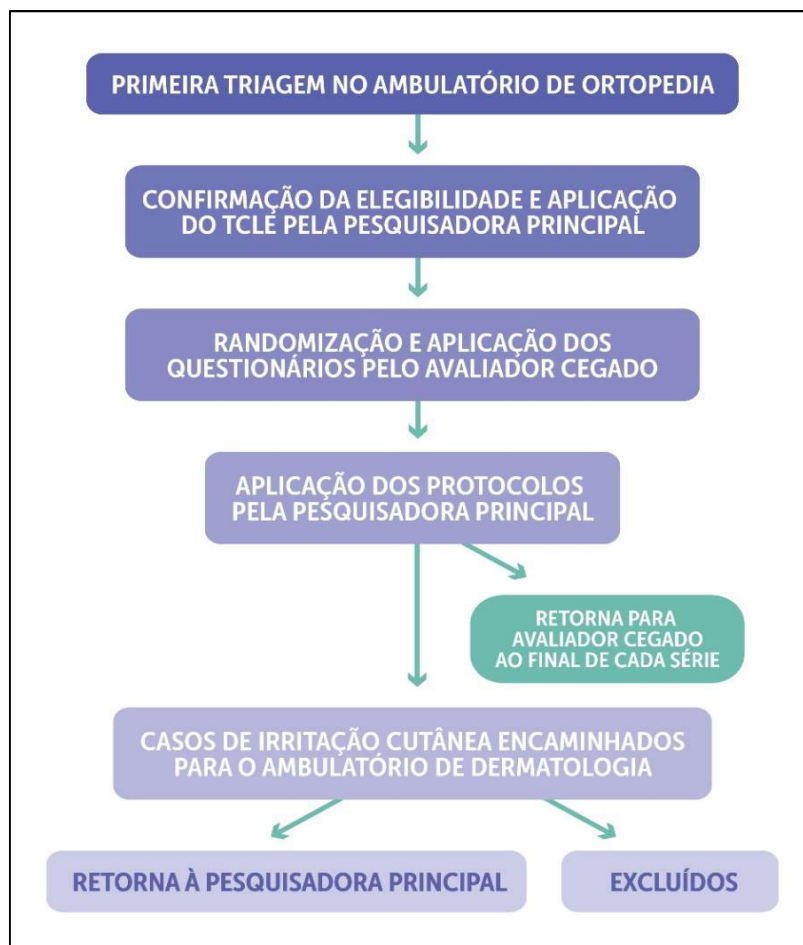 PRIMEIRA TRIAGEM NO AMBULATÓRIO DE ORTOPEDIA
CONFIRMAÇÃO DA ELEGIBILIDADE E APLICAÇÃO
DO TCLE PELA PESQUISADORA PRINCIPAL
RANDOMIZAÇÃO E APLICAÇÃO DOS
QUESTIONÁRIOS PELO AVALIADOR CEGADO
APLICAÇÃO DOS PROTOCOLOS
PELA PESQUISADORA PRINCIPAL
RETORNA PARA
AVALIADOR CEGADO
AO FINAL DE CADA SÉRIE
CASOS DE IRRITAÇÃO CUTÂNEA ENCAMINHADOS
PARA O AMBULATÓRIO DE DERMATOLOGIA
RETORNA À PESQUISADORA PRINCIPAL
EXCLUÍDOS